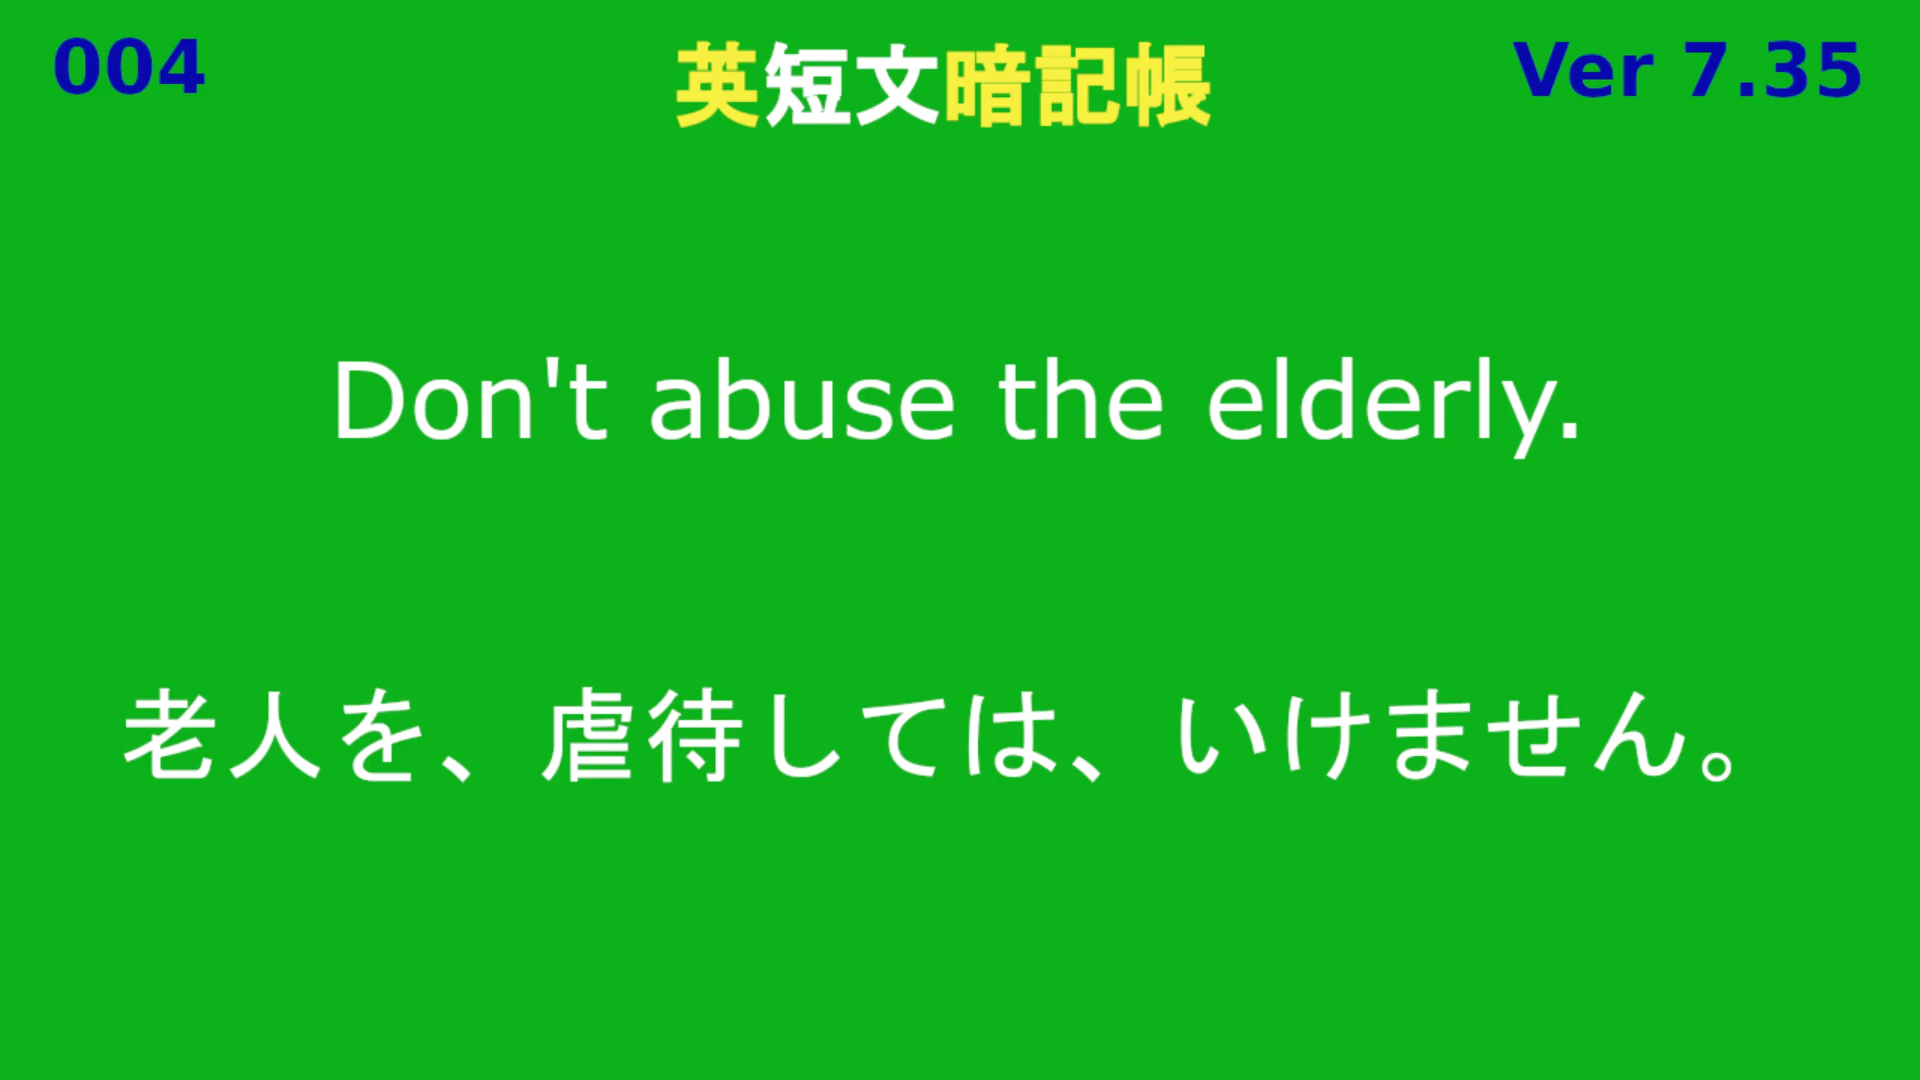 004
英短文暗記帳
Ver 7.35
Don't abuse the elderly.
老人を、虐待しては、いけません。